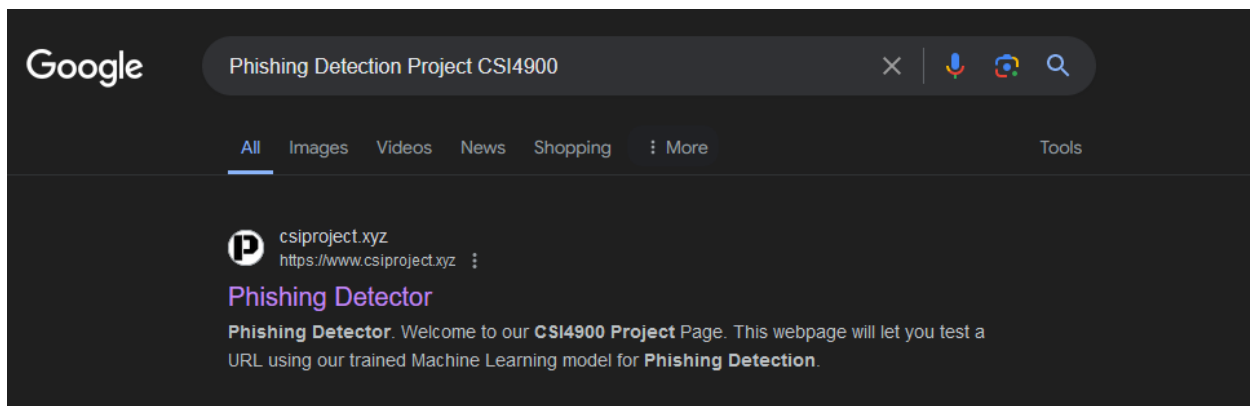 Google
Phishing Detection Project CSI4900
All Images Videos News Shopping More Tools
csiproject.xyz
https://www.csiproject.xyz
Phishing Detector
Phishing Detector. Welcome to our CSI4900 Project Page. This webpage will let you test a
URL using our trained Machine Learning model for Phishing Detection.